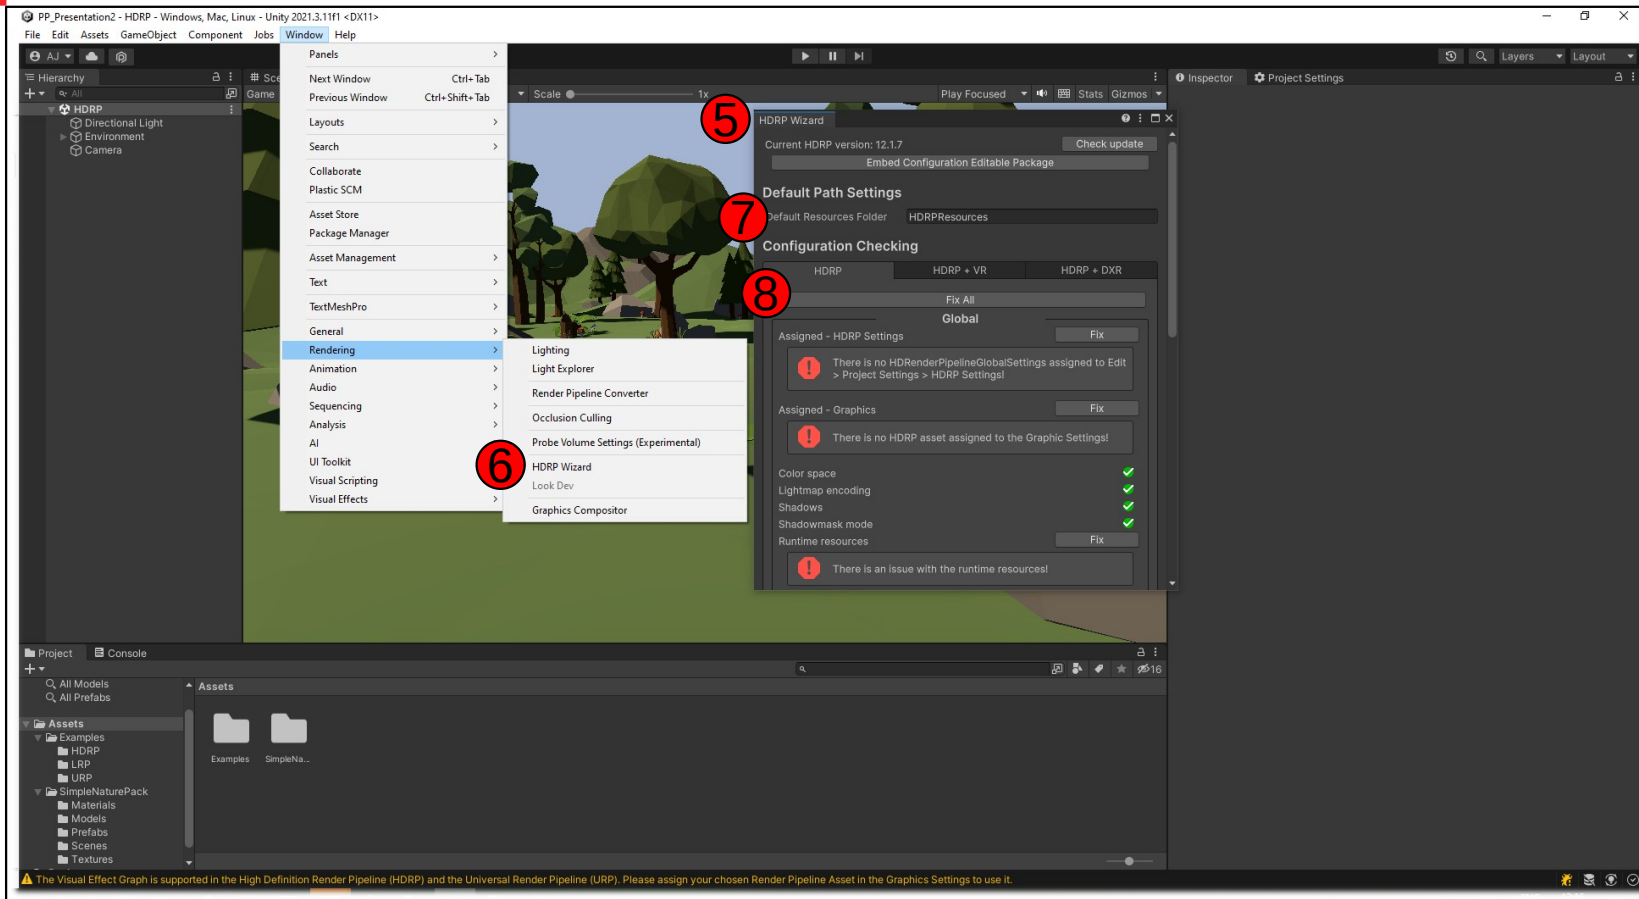 PP_Presentation2 - HDRP - Windows, Mac, Linux - Unity 2021.3.11f1 <DX11>
File Edit Assets GameObject Component Jobs Window Help
AJ
Layers Layout
Hierarchy
All
HDRP
Directional Light
Environment
Camera
Panels
Next Window Ctrl+Tab
Previous Window Ctrl+Shift+Tab
Layouts
Search
Collaborate
Plastic SCM
Asset Store
Package Manager
Asset Management
Text
TextMeshPro
General
Rendering
Animation
Audio
Sequencing
Analysis
AI
UI Toolkit
Visual Scripting
Visual Effects
Lighting
Light Explorer
Render Pipeline Converter
Occlusion Culling
Probe Volume Settings (Experimental)
6
HDRP Wizard
Look Dev
Graphics Compositor
Game Scale 1x Play Focused Stats Gizmos
5
HDRP Wizard
Current HDRP version: 12.1.7 Check update
Embed Configuration Editable Package
Default Path Settings
7
Default Resources Folder HDRPResources
Configuration Checking
HDRP HDRP + VR HDRP + DXR
8
Fix All
Global
Assigned - HDRP Settings Fix
There is no HDRenderPipelineGlobalSettings assigned to Edit
> Project Settings > HDRP Settings!
Assigned - Graphics Fix
There is no HDRP asset assigned to the Graphic Settings!
Color space
Lightmap encoding
Shadows
Shadowmask mode
Runtime resources Fix
There is an issue with the runtime resources!
Inspector Project Settings
Project Console
16
All Models
All Prefabs
Assets
Examples
HDRP
LRP
URP
SimpleNaturePack
Materials
Models
Prefabs
Scenes
Textures
Assets
Examples SimpleNa...
The Visual Effect Graph is supported in the High Definition Render Pipeline (HDRP) and the Universal Render Pipeline (URP). Please assign your chosen Render Pipeline Asset in the Graphics Settings to use it.